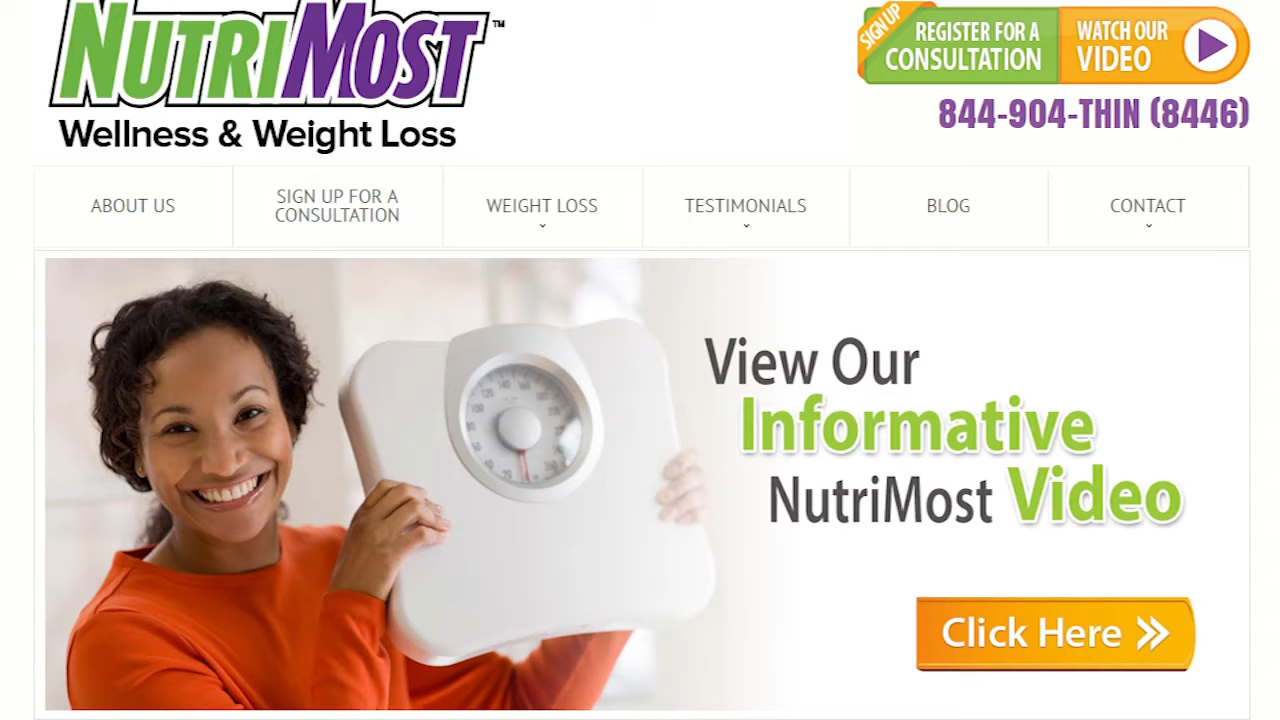 NutriMost™
Wellness & Weight Loss
SIGN UP
REGISTER FOR A
CONSULTATION
WATCH OUR
VIDEO
844-904-THIN (8446)
ABOUT US
SIGN UP FOR A
CONSULTATION
WEIGHT LOSS
TESTIMONIALS
BLOG
CONTACT
View Our
Informative
NutriMost Video
Click Here